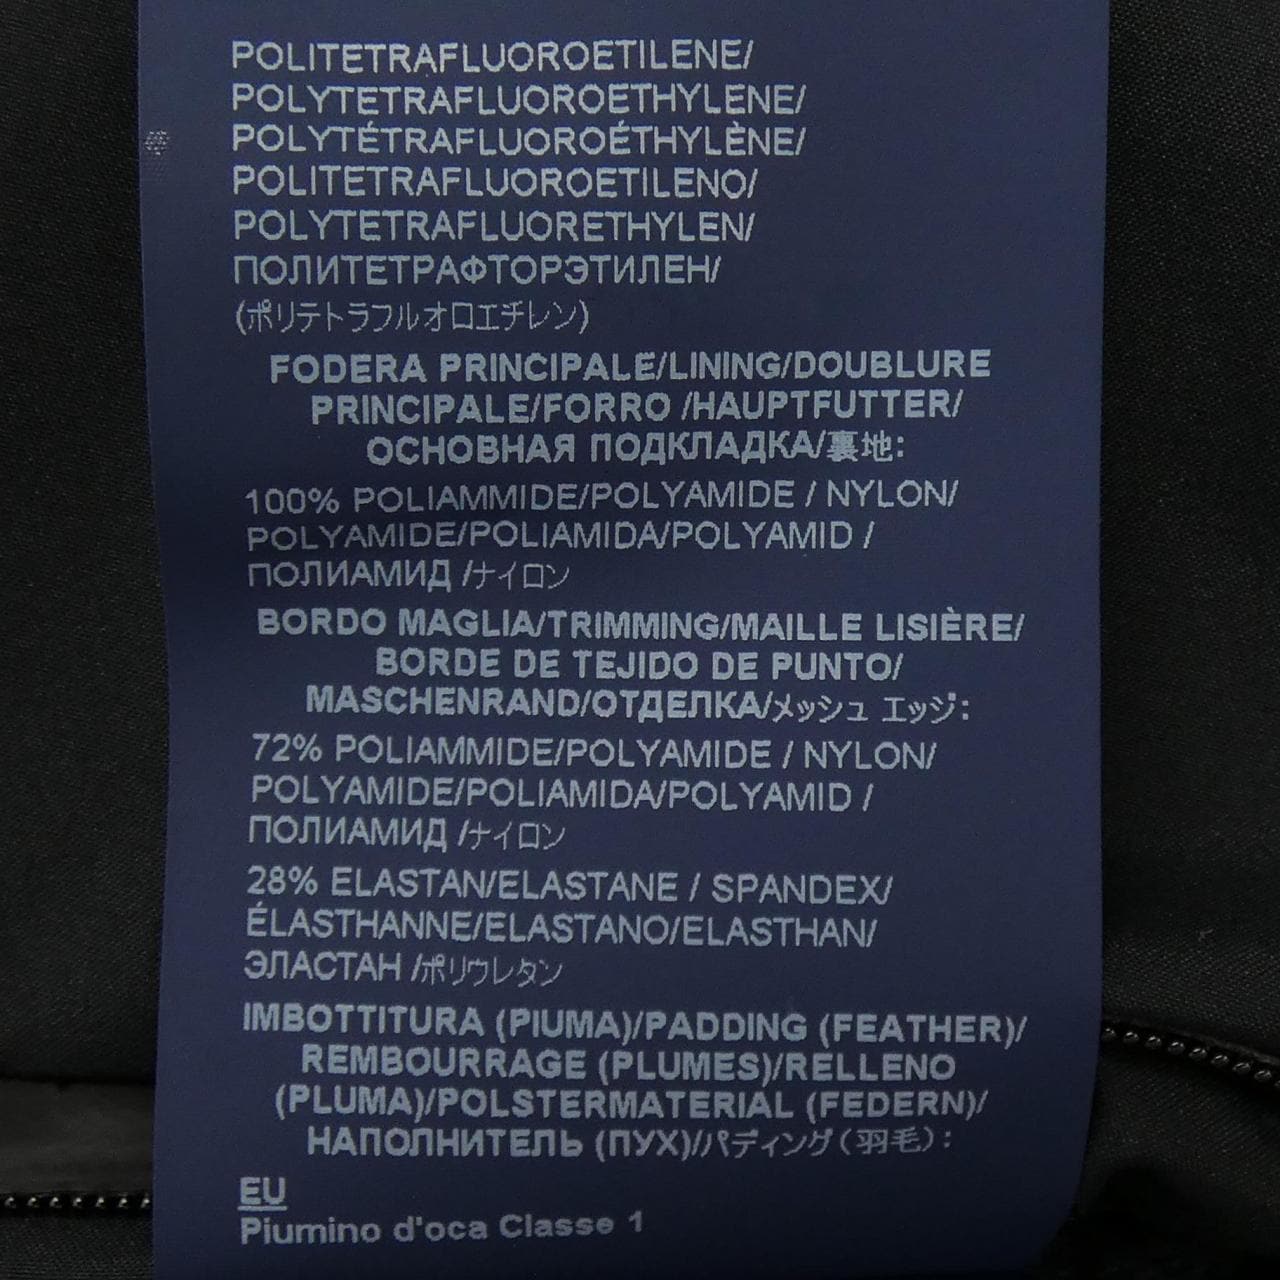 POLITETRAFLUOROETILENE/
POLYTETRAFLUOROETHYLENE/
POLYTÉTRAFLUOROÉTHYLÈNE/
POLITETRAFLUOROETILENO/
POLYTETRAFLUORETHYLEN/
ПОЛИТЕТРАФТОРЭТИЛЕН/
(ポリテトラフルオロエチレン)
FODERA PRINCIPALE/LINING/DOUBLURE
PRINCIPALE/FORRO /HAUPTFUTTER/
ОСНОВНАЯ ПОДКЛАДКА/裏地:
100% POLIAMMIDE/POLYAMIDE / NYLON/
POLYAMIDE/POLIAMIDA/POLYAMID /
ПОЛИАМИД /ナイロン
BORDO MAGLIA/TRIMMING/MAILLE LISIÈRE/
BORDE DE TEJIDO DE PUNTO/
MASCHENRAND/ОТДЕЛКА/メッシュ エッジ:
72% POLIAMMIDE/POLYAMIDE / NYLON/
POLYAMIDE/POLIAMIDA/POLYAMID /
ПОЛИАМИД /ナイロン
28% ELASTAN/ELASTANE / SPANDEX/
ÉLASTHANNE/ELASTANO/ELASTHAN/
ЭЛАСТАН /ポリウレタン
IMBOTTITURA (PIUMA)/PADDING (FEATHER)/
REMBOURRAGE (PLUMES)/RELLENO
(PLUMA)/POLSTERMATERIAL (FEDERN)/
НАПОЛНИТЕЛЬ (ПУХ)/パディング(羽毛):
EU
Piumino d'oca Classe 1